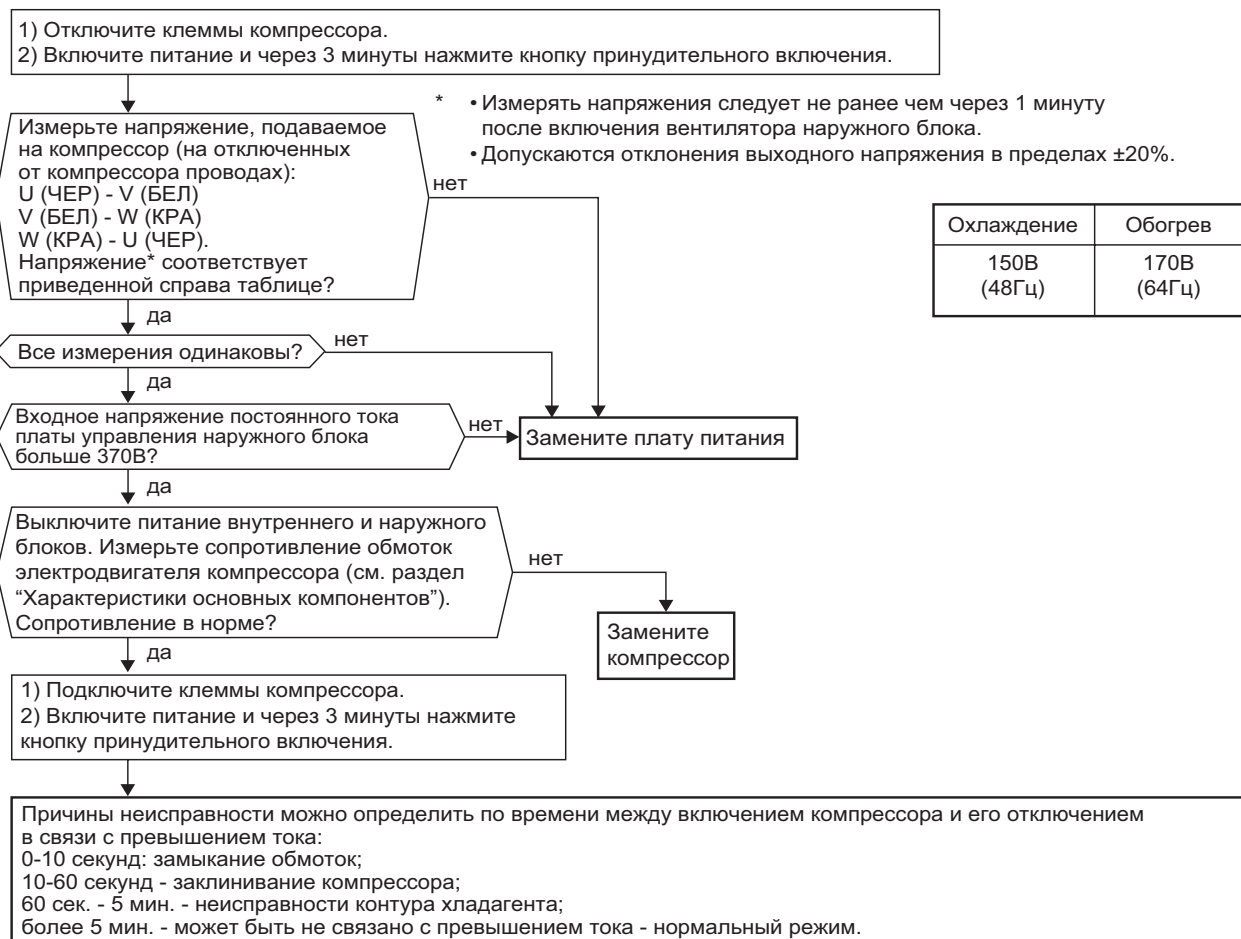 1) Отключите клеммы компрессора.
2) Включите питание и через 3 минуты нажмите кнопку принудительного включения.
* • Измерять напряжения следует не ранее чем через 1 минуту
после включения вентилятора наружного блока.
• Допускаются отклонения выходного напряжения в пределах ±20%.
Измерьте напряжение, подаваемое
на компрессор (на отключенных
от компрессора проводах):
U (ЧЕР) - V (БЕЛ)
V (БЕЛ) - W (КРА)
W (КРА) - U (ЧЕР).
Напряжение* соответствует
приведенной справа таблице?
нет
Охлаждение Обогрев
150В 170В
(48Гц) (64Гц)
да
Все измерения одинаковы?
нет
да
Входное напряжение постоянного тока
платы управления наружного блока
больше 370В?
нет
Замените плату питания
да
Выключите питание внутреннего и наружного
блоков. Измерьте сопротивление обмоток
электродвигателя компрессора (см. раздел
“Характеристики основных компонентов”).
Сопротивление в норме?
нет
Замените
компрессор
да
1) Подключите клеммы компрессора.
2) Включите питание и через 3 минуты нажмите
кнопку принудительного включения.
Причины неисправности можно определить по времени между включением компрессора и его отключением
в связи с превышением тока:
0-10 секунд: замыкание обмоток;
10-60 секунд - заклинивание компрессора;
60 сек. - 5 мин. - неисправности контура хладагента;
более 5 мин. - может быть не связано с превышением тока - нормальный режим.